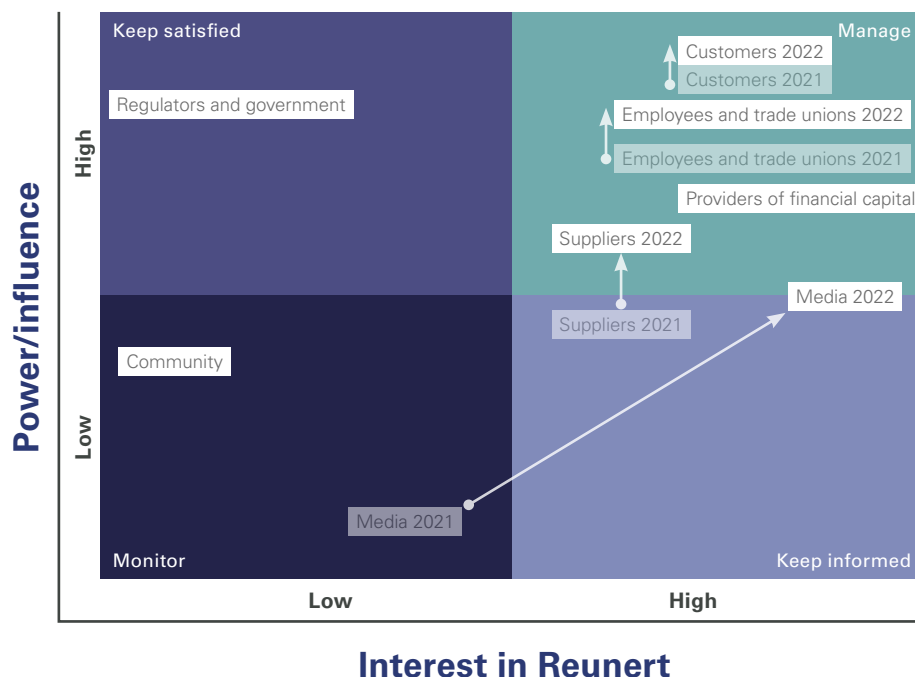 Keep satisfied
Manage
Customers 2022
Customers 2021
Regulators and government
Employees and trade unions 2022
Employees and trade unions 2021
Providers of financial capital
Suppliers 2022
Media 2022
Suppliers 2021
Community
Media 2021
Monitor
Keep informed
High
Low
Power/influence
Low
High
Interest in Reunert